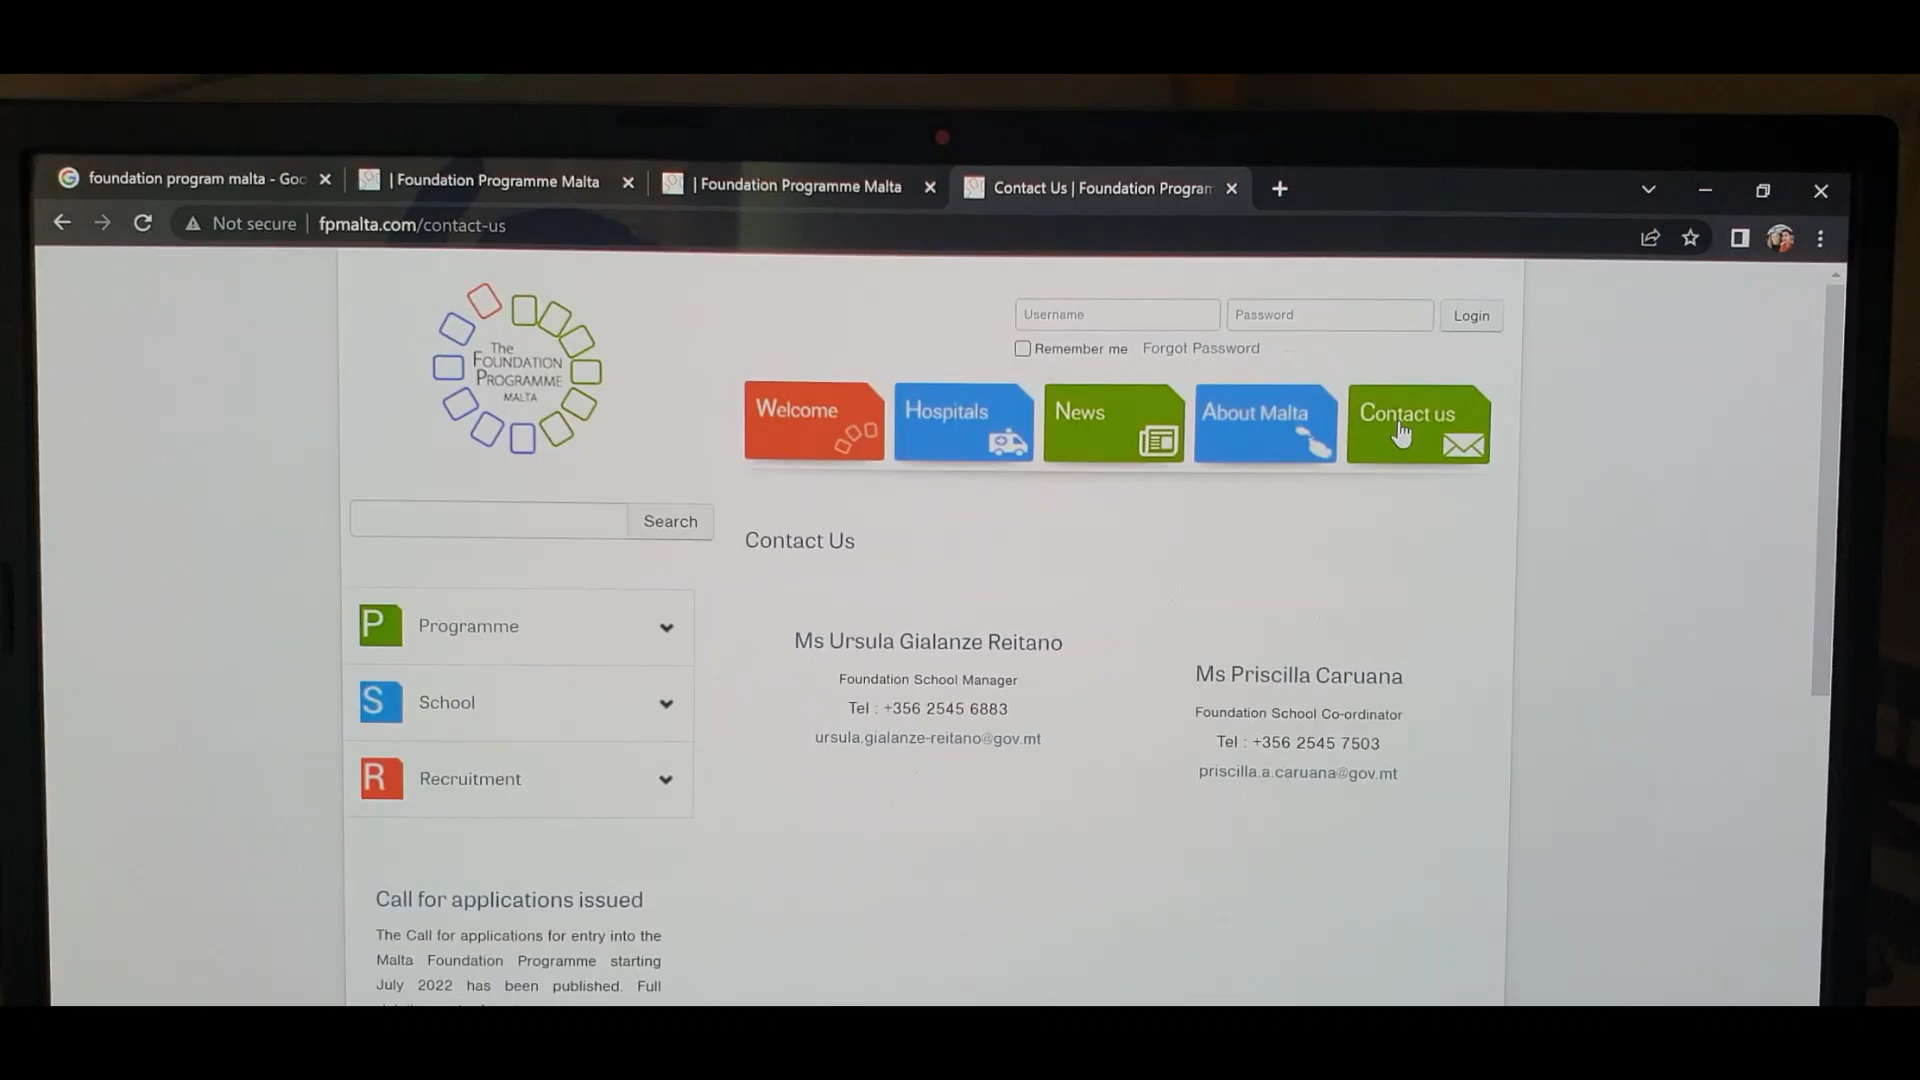 foundation program malta - Goo
| Foundation Programme Malta
| Foundation Programme Malta
Contact Us | Foundation Program
Not secure
fpmalta.com/contact-us
The
FOUNDATION
PROGRAMME
MALTA
Username
Password
Login
Remember me
Forgot Password
Welcome
Hospitals
News
About Malta
Contact us
Search
Contact Us
P Programme
S School
R Recruitment
Ms Ursula Gialanze Reitano
Foundation School Manager
Tel : +356 2545 6883
ursula.gialanze-reitano@gov.mt
Ms Priscilla Caruana
Foundation School Co-ordinator
Tel : +356 2545 7503
priscilla.a.caruana@gov.mt
Call for applications issued
The Call for applications for entry into the
Malta Foundation Programme starting
July 2022 has been published. Full